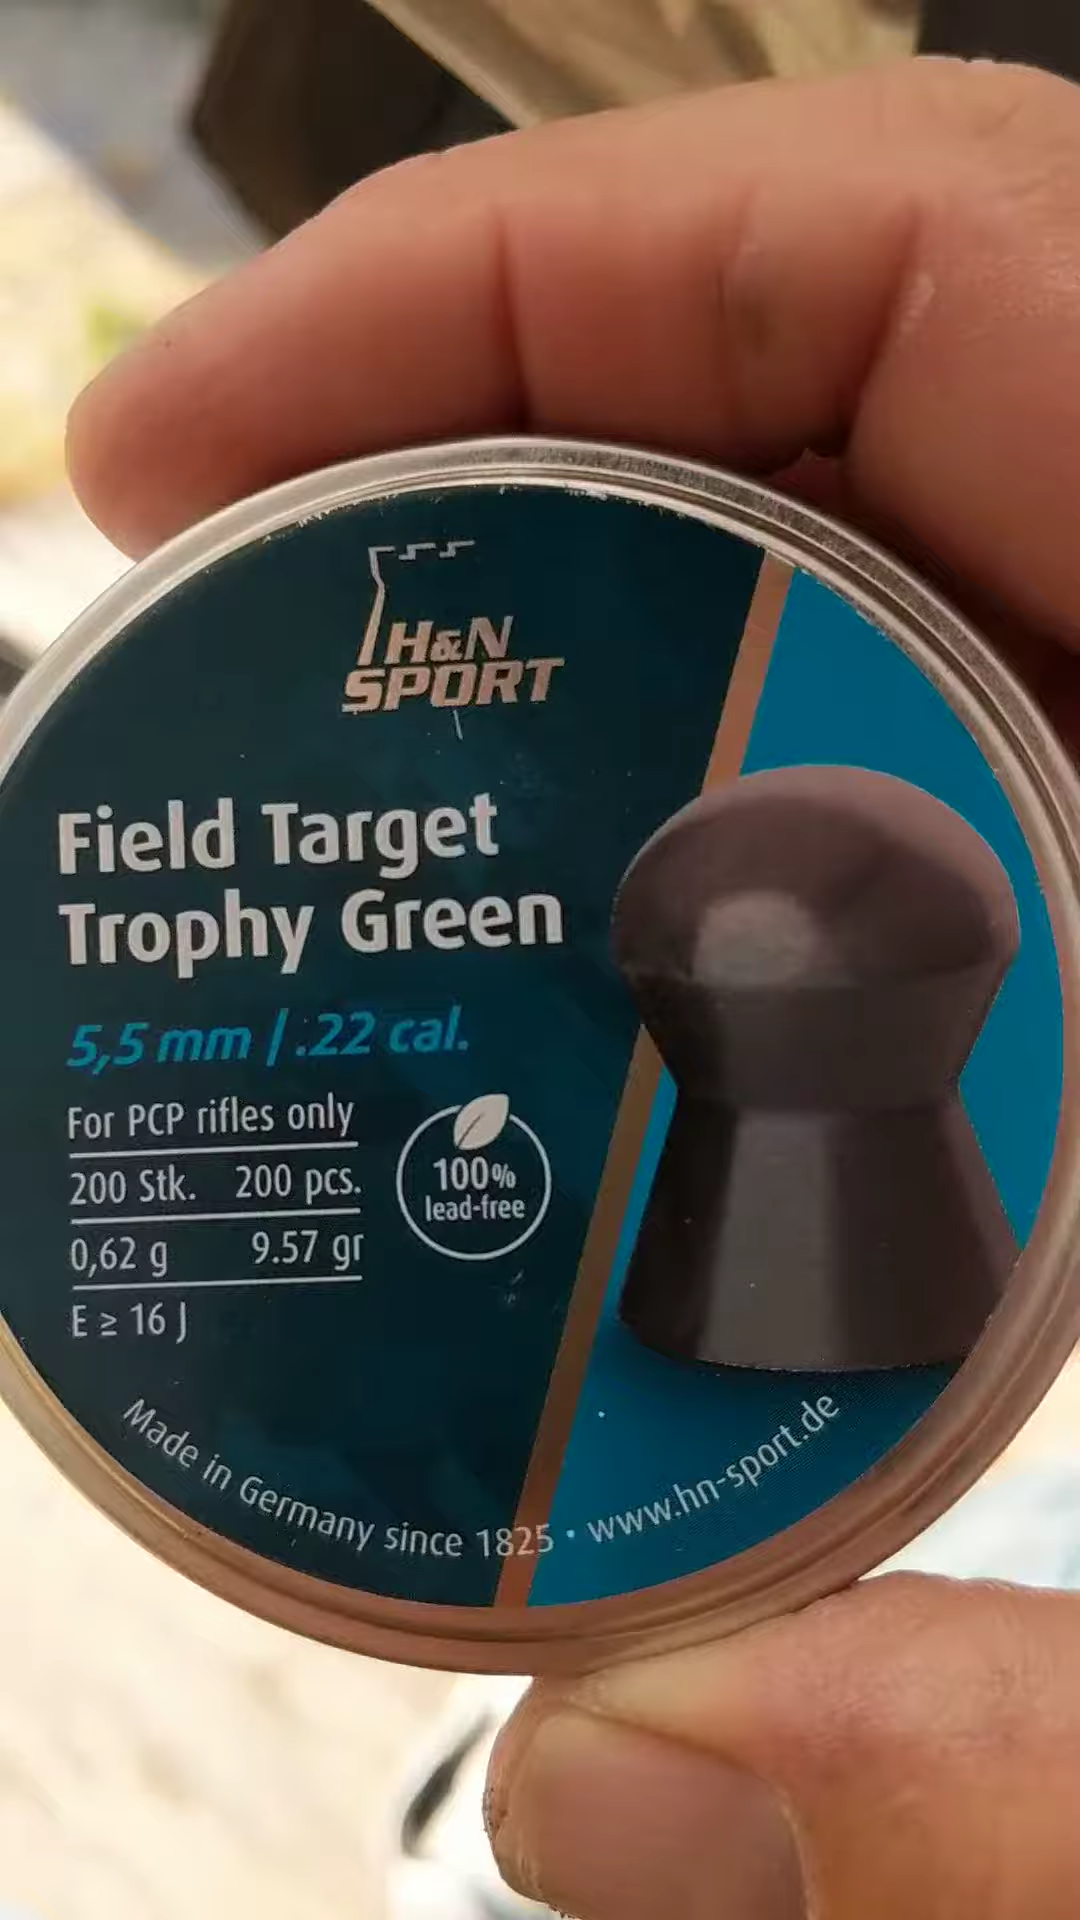 H&N
SPORT
Field Target
Trophy Green
5,5 mm / .22 cal.
For PCP rifles only
200 Stk. 200 pcs.
0,62 g 9.57 gr
E ≥ 16 J
100%
lead-free
Made in Germany since 1825 • www.hn-sport.de